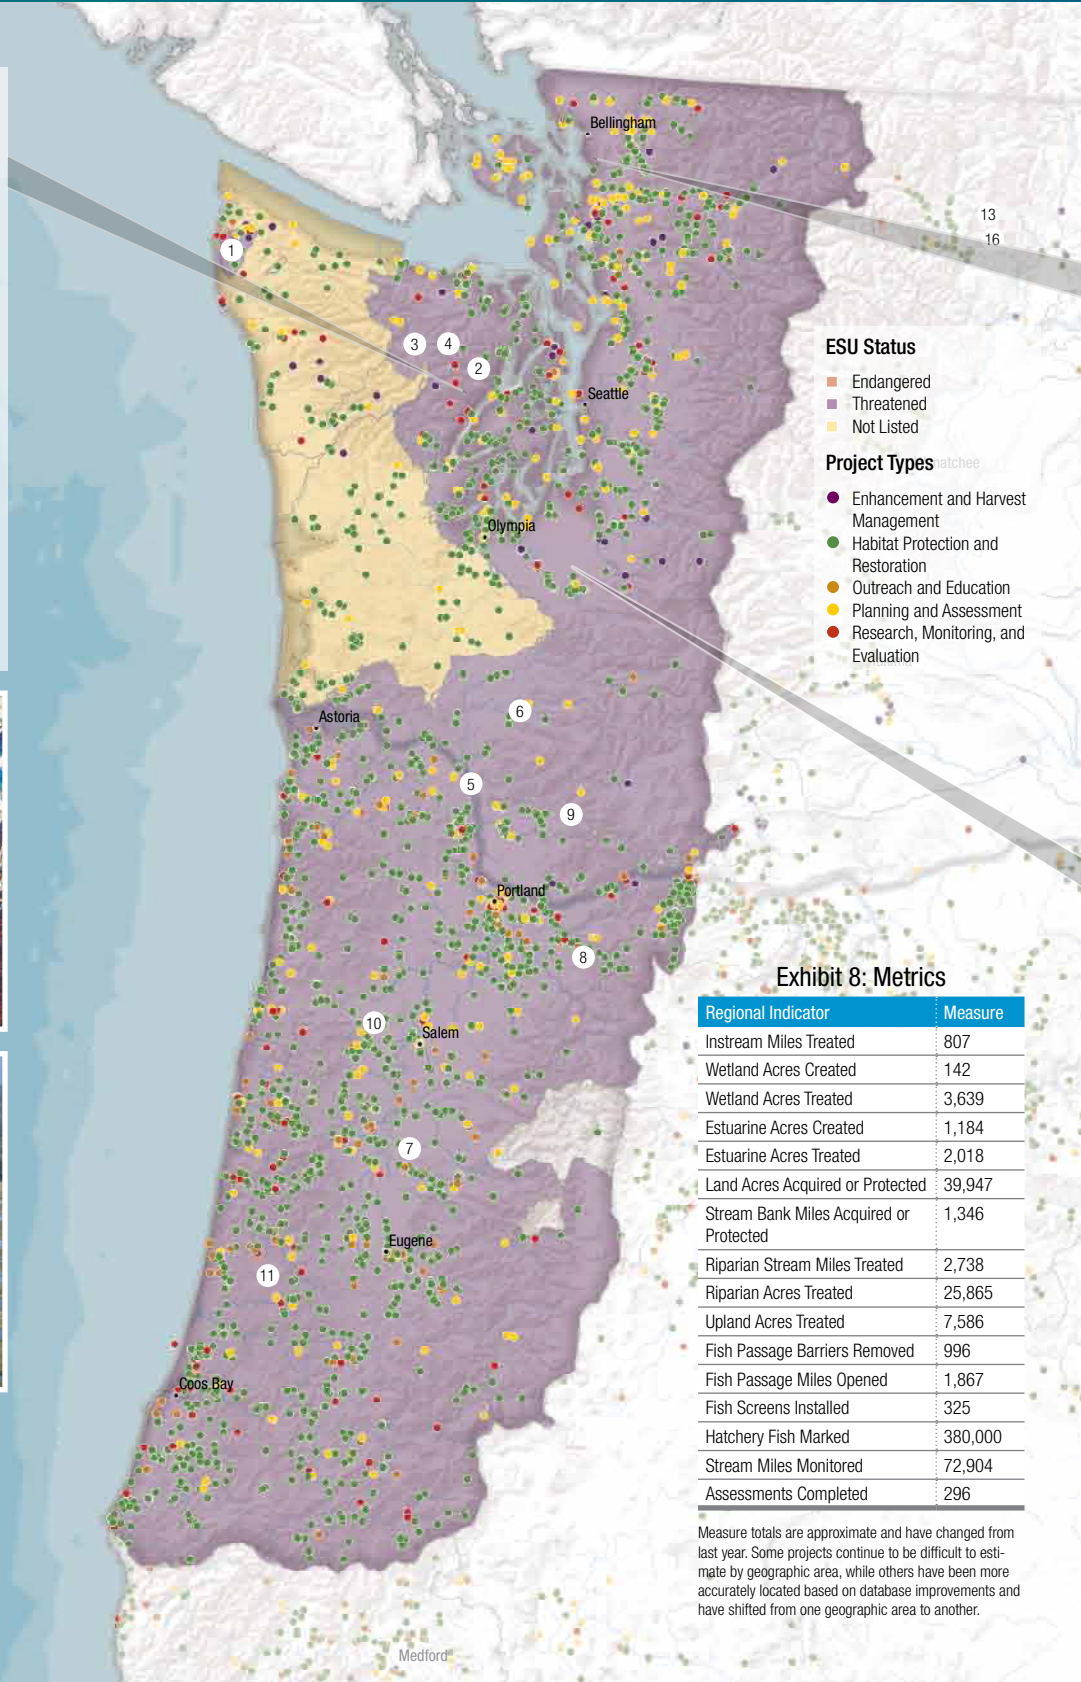 Bellingham
13
16
1
3
4
2
Seattle
Olympia
ESU Status
Endangered
Threatened
Not Listed
Project Types
natchee
Enhancement and Harvest
Management
Habitat Protection and
Restoration
Outreach and Education
Planning and Assessment
Research, Monitoring, and
Evaluation
Astoria
6
5
9
Portland
8
10
Salem
7
Eugene
11
Coos Bay
Medford
Exhibit 8: Metrics
Regional Indicator Measure
Instream Miles Treated 807
Wetland Acres Created 142
Wetland Acres Treated 3,639
Estuarine Acres Created 1,184
Estuarine Acres Treated 2,018
Land Acres Acquired or Protected 39,947
Stream Bank Miles Acquired or 1,346
Protected
Riparian Stream Miles Treated 2,738
Riparian Acres Treated 25,865
Upland Acres Treated 7,586
Fish Passage Barriers Removed 996
Fish Passage Miles Opened 1,867
Fish Screens Installed 325
Hatchery Fish Marked 380,000
Stream Miles Monitored 72,904
Assessments Completed 296
Measure totals are approximate and have changed from
last year. Some projects continue to be difficult to esti-
mate by geographic area, while others have been more
accurately located based on database improvements and
have shifted from one geographic area to another.